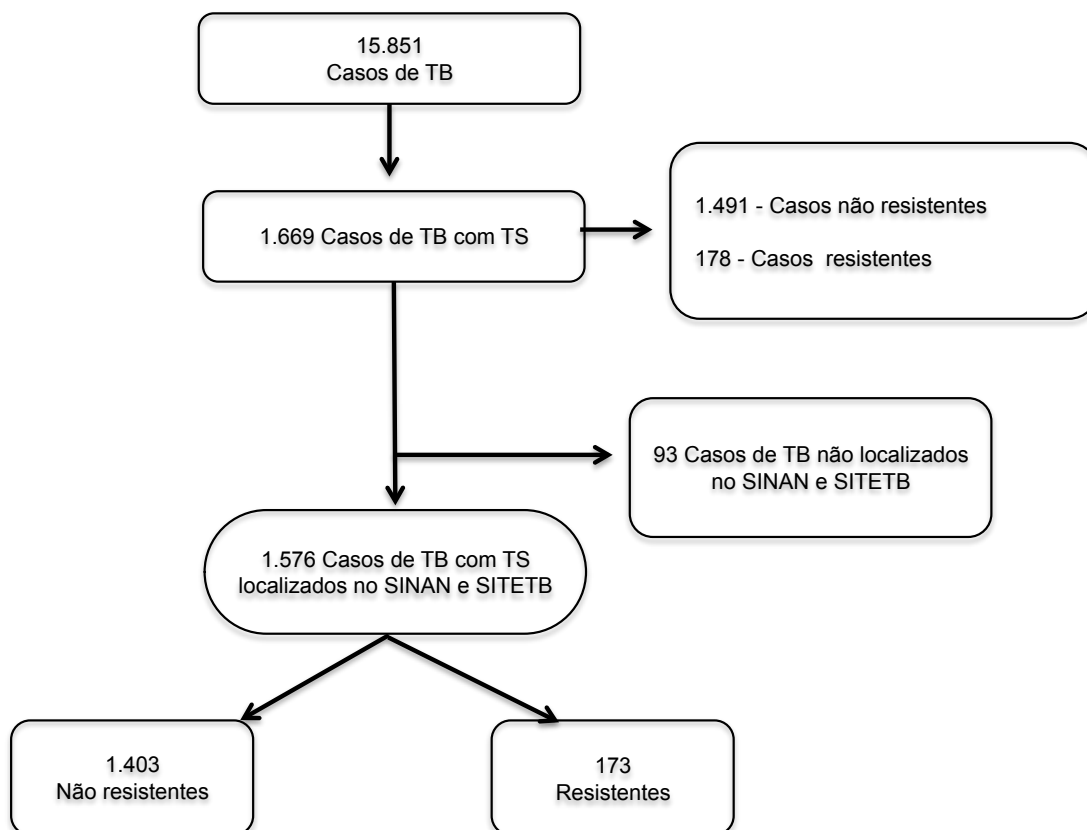 15.851
Casos de TB
1.669 Casos de TB com TS
1.491 - Casos não resistentes
178 - Casos resistentes
93 Casos de TB não localizados
no SINAN e SITETB
1.576 Casos de TB com TS
localizados no SINAN e SITETB
1.403
Não resistentes
173
Resistentes